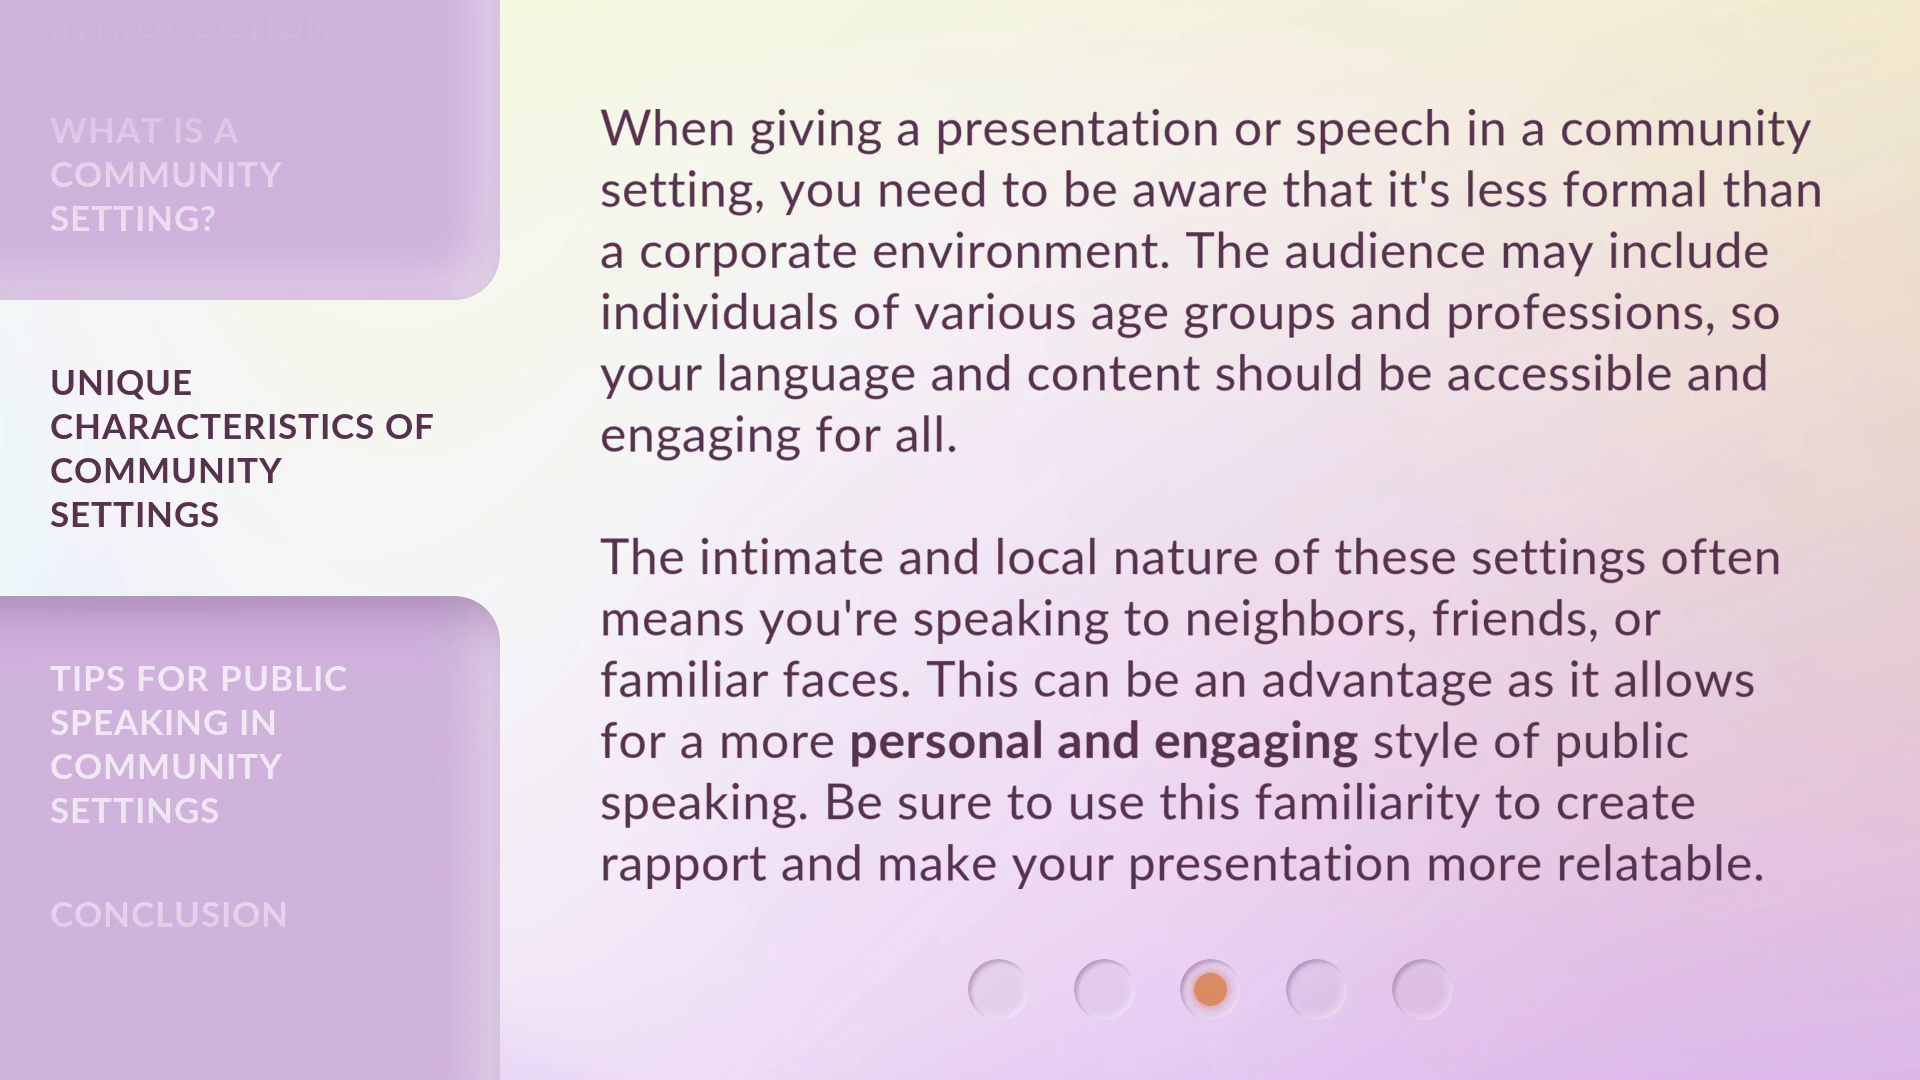 INTRODUCTION
WHAT IS A
COMMUNITY
SETTING?
UNIQUE
CHARACTERISTICS OF
COMMUNITY
SETTINGS
TIPS FOR PUBLIC
SPEAKING IN
COMMUNITY
SETTINGS
CONCLUSION
When giving a presentation or speech in a community
setting, you need to be aware that it's less formal than
a corporate environment. The audience may include
individuals of various age groups and professions, so
your language and content should be accessible and
engaging for all.
The intimate and local nature of these settings often
means you're speaking to neighbors, friends, or
familiar faces. This can be an advantage as it allows
for a more personal and engaging style of public
speaking. Be sure to use this familiarity to create
rapport and make your presentation more relatable.